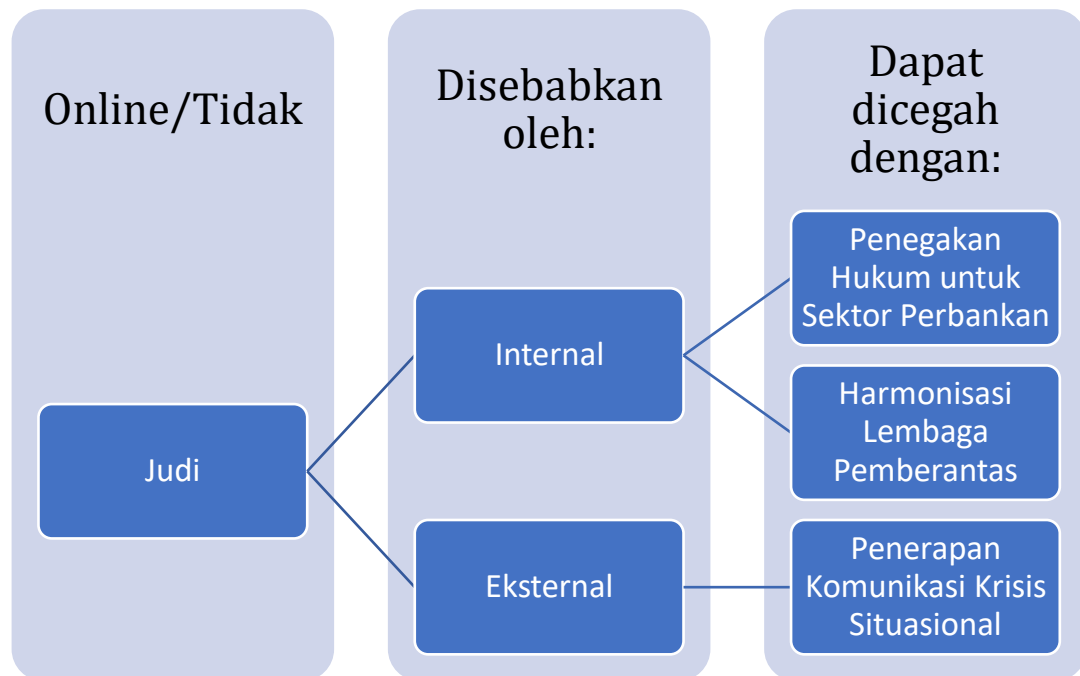 Online/Tidak
Disebabkan
oleh:
Dapat
dicegah
dengan:
Judi
Internal
Eksternal
Penegakan
Hukum untuk
Sektor Perbankan
Harmonisasi
Lembaga
Pemberantas
Penerapan
Komunikasi Krisis
Situasional